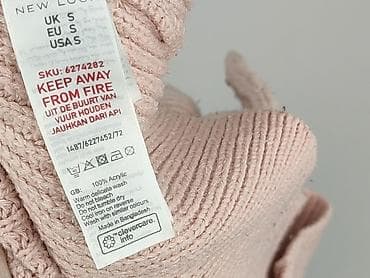 NEW LOOK
UK S
EU S
USA S
SKU: 6274282
KEEP AWAY
FROM FIRE
UIT DE BUURT VAN
VUUR HOUDEN
JAUHKAN DARI API
1487/6227452/72
GB: 100% Acrylic
Warm delicate wash
Do not bleach
Do not tumble dry
Cool iron on reverse
Wash with similar colours
Made in Bangladesh
clevercare.
info